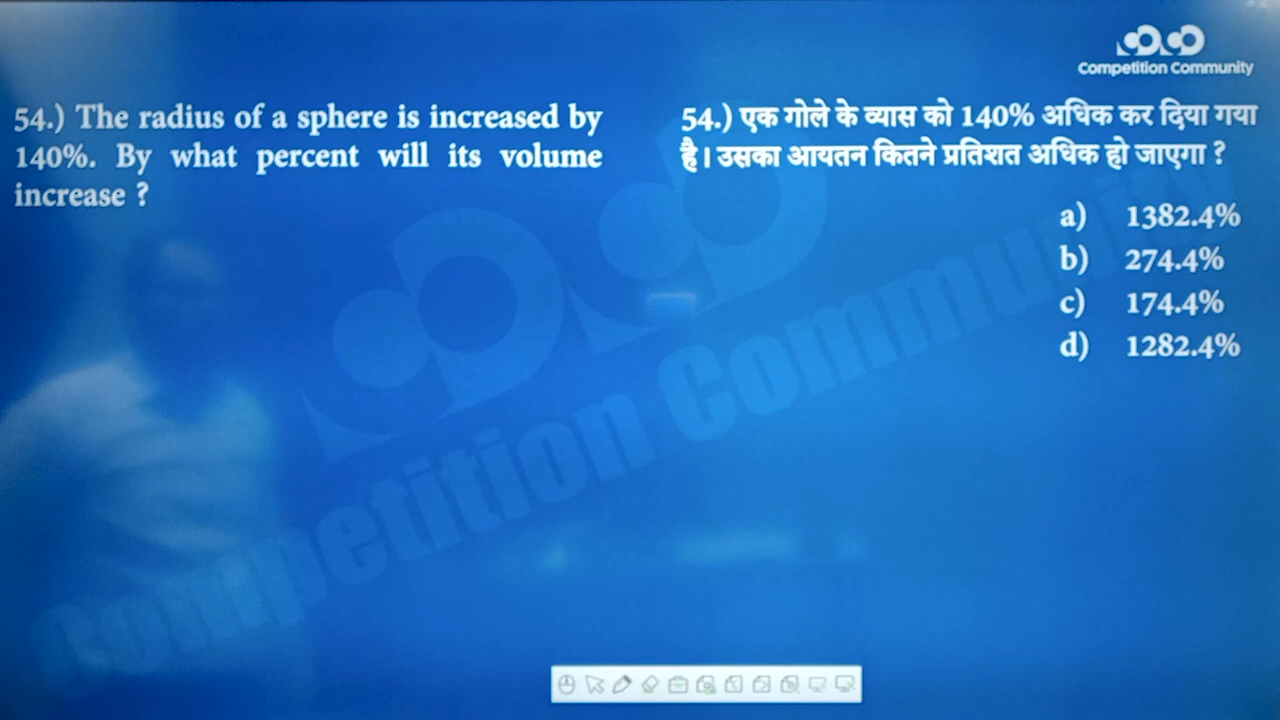 Competition Community
54.) The radius of a sphere is increased by
140%. By what percent will its volume
increase ?
54.) एक गोले के व्यास को 140% अधिक कर दिया गया
है। उसका आयतन कितने प्रतिशत अधिक हो जाएगा ?
a) 1382.4%
b) 274.4%
c) 174.4%
d) 1282.4%
Competition Community